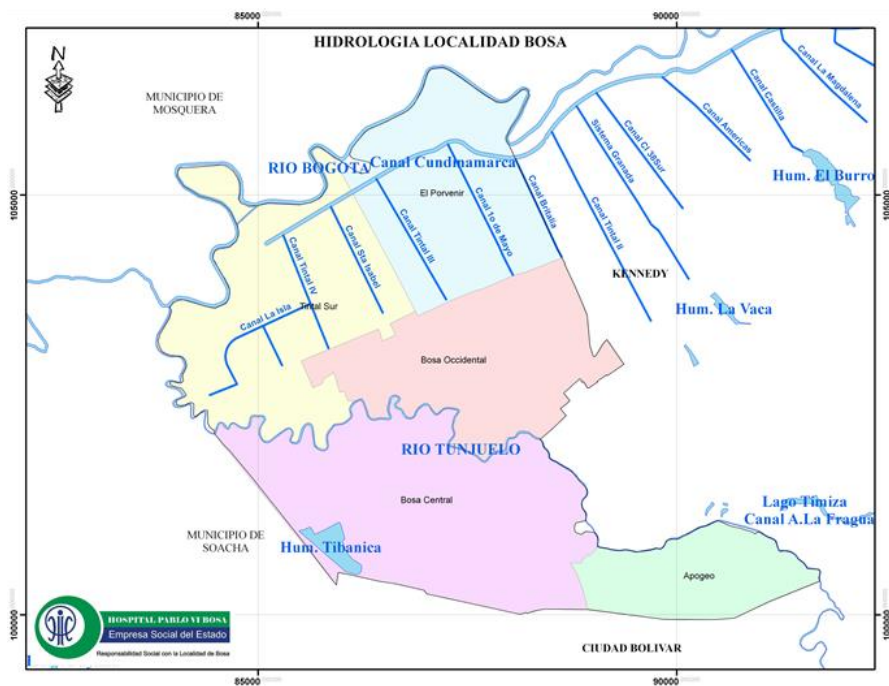 85000
90000
HIDROLOGIA LOCALIDAD BOSA
N
MUNICIPIO DE
MOSQUERA
Canal La Magdalena
Canal Castilla
Canal Americas
Canal Cl 38Sur
Sistema Granada
RIO BOGOTA
Canal Cundinamarca
Hum. El Burro
105000
105000
El Porvenir
Canal Britalia
Canal 1o de Mayo
Canal Tintal II
Canal Tintal III
Canal Sta Isabel
Canal Tintal IV
KENNEDY
Canal La Isla
Tintal Sur
Hum. La Vaca
Bosa Occidental
RIO TUNJUELO
Bosa Central
Lago Timiza
Canal A.La Fragua
MUNICIPIO DE
SOACHA
Hum. Tibanica
Apogeo
100000
100000
HOSPITAL PABLO VI BOSA
Empresa Social del Estado
Responsabilidad Social con la Localidad de Bosa
CIUDAD BOLIVAR
85000
90000